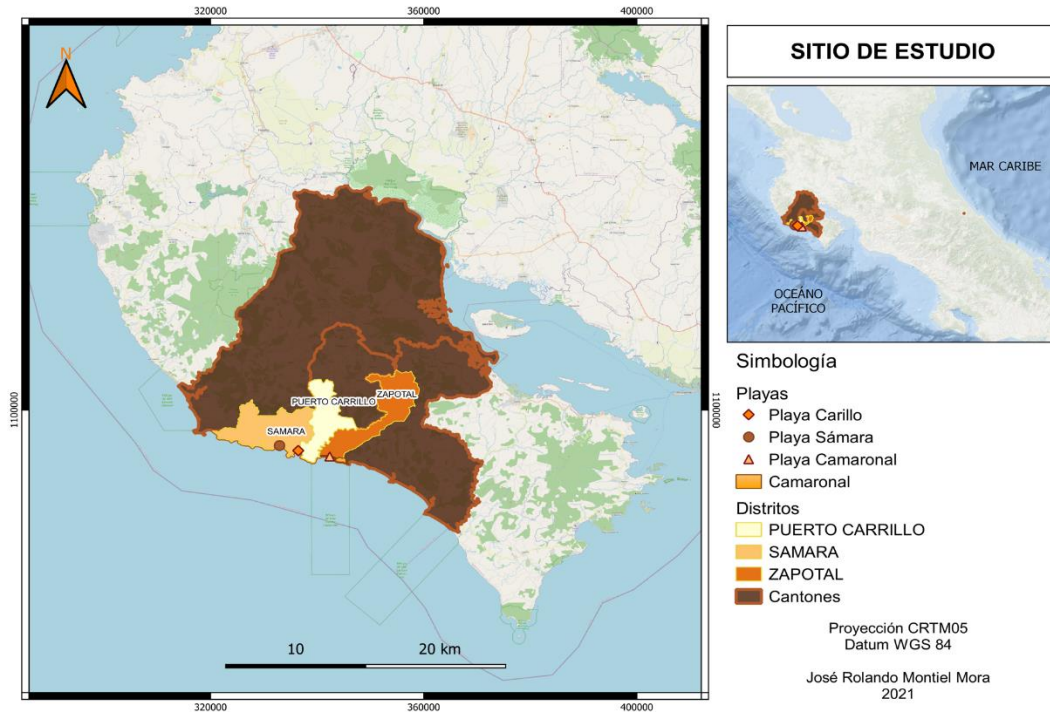 320000 360000 400000
N
1100000
1100000
ZAPOTAL
PUERTO CARRILLO
SAMARA
10 20 km
320000 360000 400000
SITIO DE ESTUDIO
MAR CARIBE
OCEÁNO
PACÍFICO
Simbología
Playas
Playa Carillo
Playa Sámara
Playa Camaronal
Camaronal
Distritos
PUERTO CARRILLO
SAMARA
ZAPOTAL
Cantones
Proyección CRTM05
Datum WGS 84
José Rolando Montiel Mora
2021